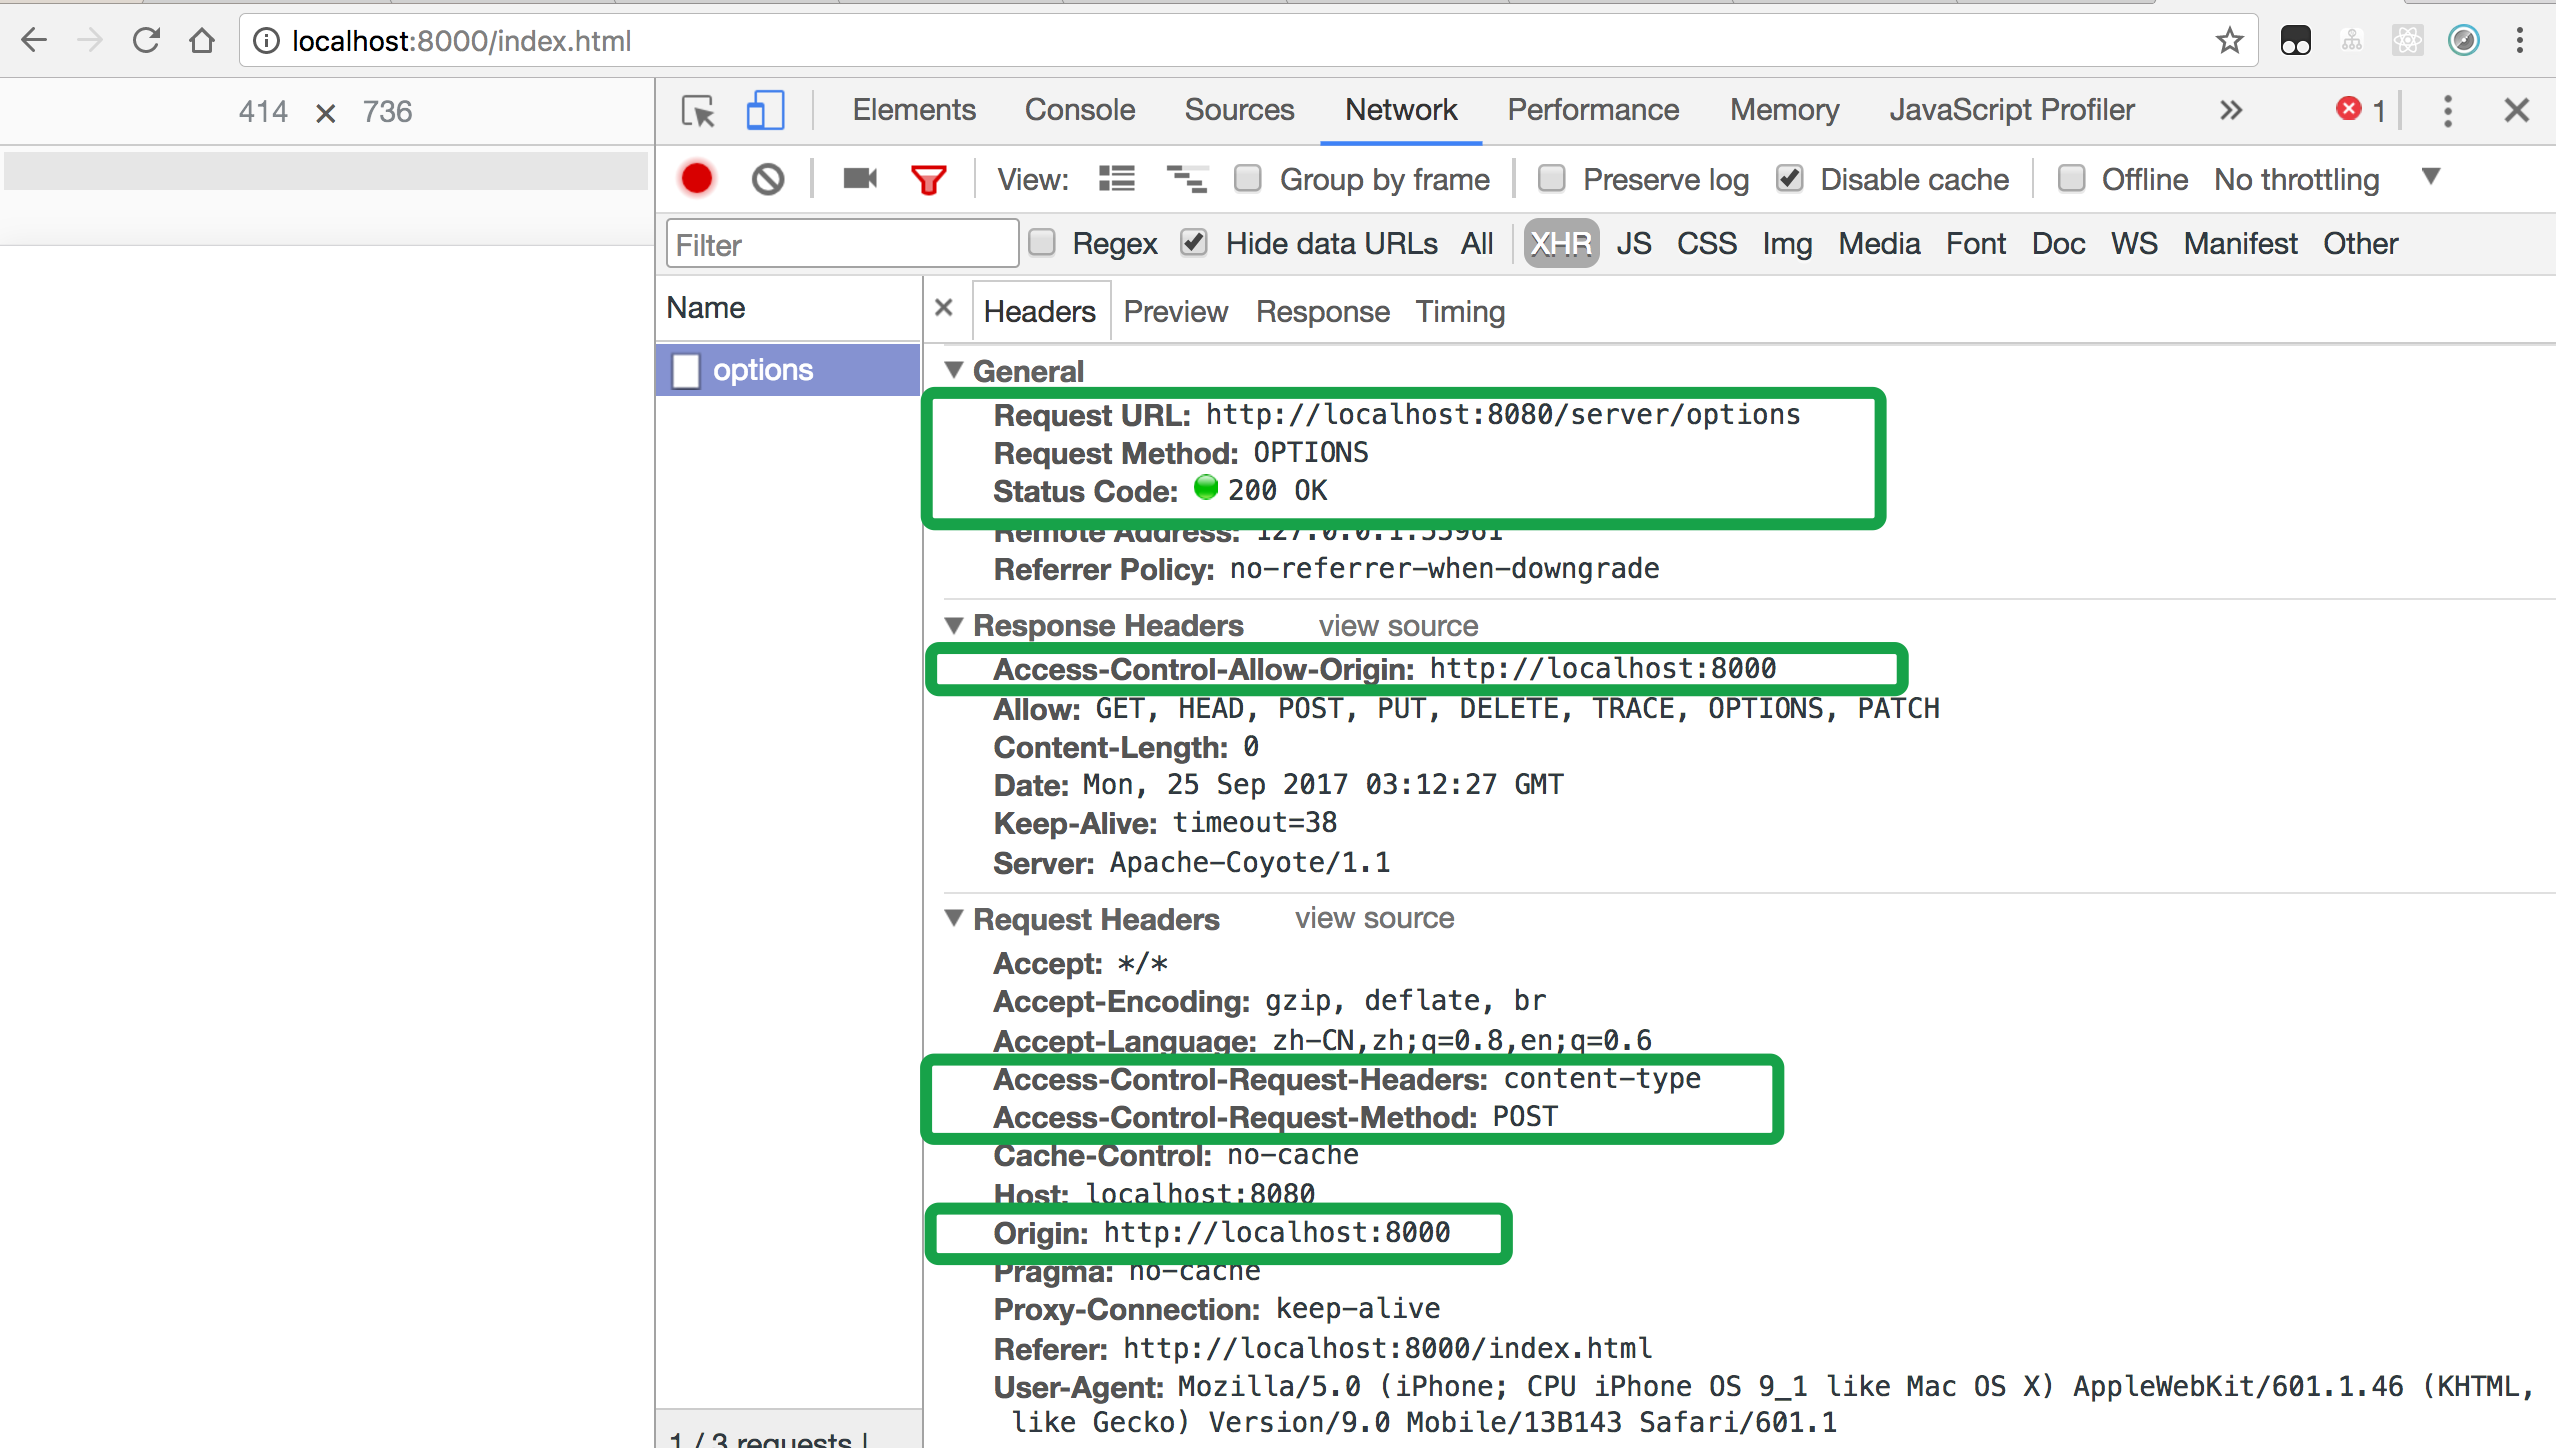 localhost:8000/index.html
414 × 736
Elements Console Sources Network Performance Memory JavaScript Profiler » 1
View: Group by frame Preserve log Disable cache Offline No throttling
Filter Regex Hide data URLs All XHR JS CSS Img Media Font Doc WS Manifest Other
Name
× Headers Preview Response Timing
options
General
Request URL: http://localhost:8080/server/options
Request Method: OPTIONS
Status Code: 200 OK
Remote Address: 127.0.0.1:55961
Referrer Policy: no-referrer-when-downgrade
Response Headers view source
Access-Control-Allow-Origin: http://localhost:8000
Allow: GET, HEAD, POST, PUT, DELETE, TRACE, OPTIONS, PATCH
Content-Length: 0
Date: Mon, 25 Sep 2017 03:12:27 GMT
Keep-Alive: timeout=38
Server: Apache-Coyote/1.1
Request Headers view source
Accept: */*
Accept-Encoding: gzip, deflate, br
Accept-Language: zh-CN,zh;q=0.8,en;q=0.6
Access-Control-Request-Headers: content-type
Access-Control-Request-Method: POST
Cache-Control: no-cache
Host: localhost:8080
Origin: http://localhost:8000
Pragma: no-cache
Proxy-Connection: keep-alive
Referer: http://localhost:8000/index.html
User-Agent: Mozilla/5.0 (iPhone; CPU iPhone OS 9_1 like Mac OS X) AppleWebKit/601.1.46 (KHTML,
like Gecko) Version/9.0 Mobile/13B143 Safari/601.1
1 / 3 requests |